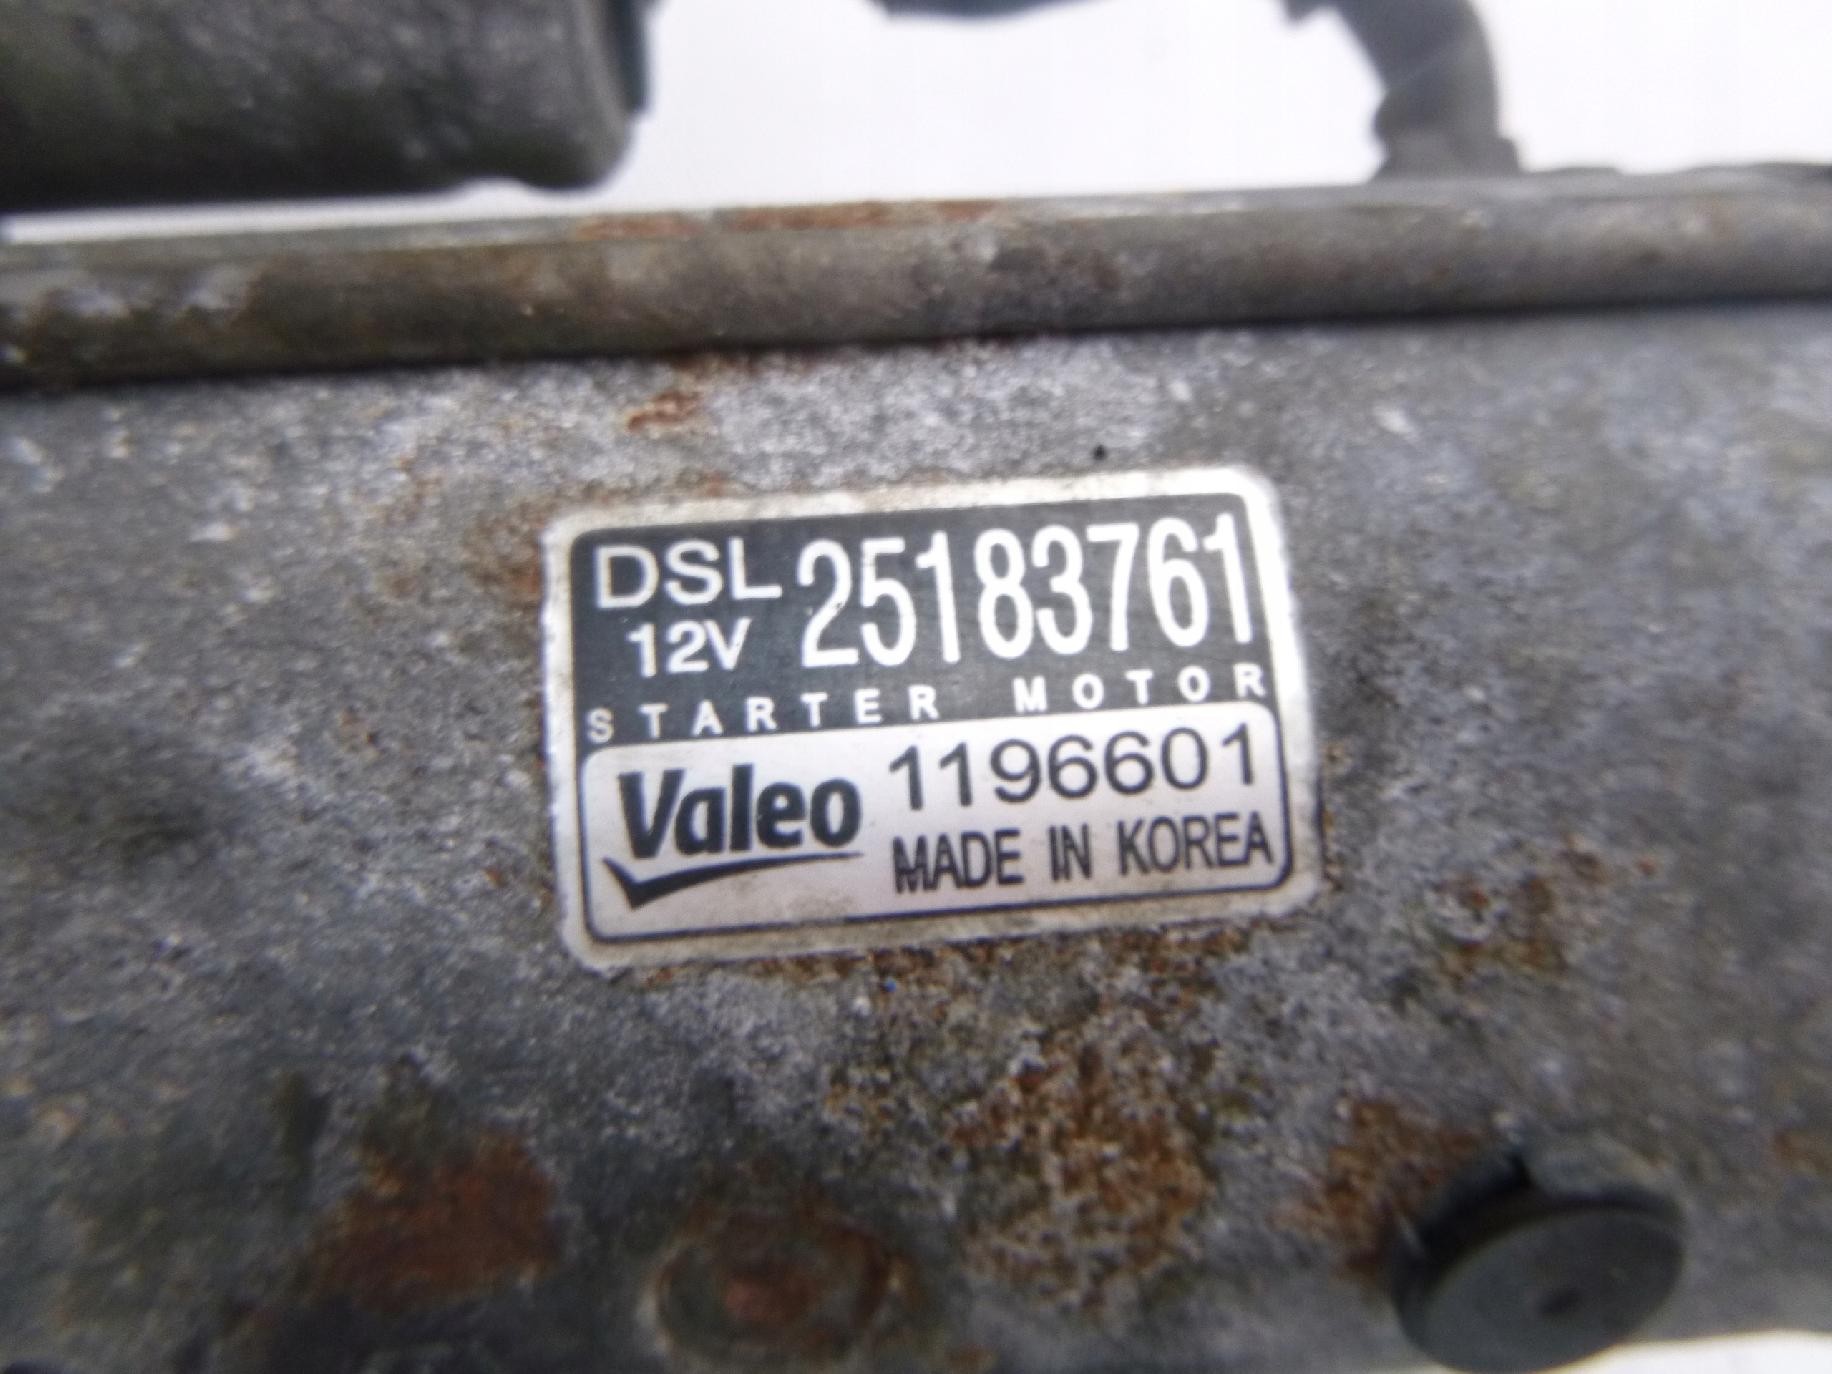 DSL 25183761
12V
STARTER MOTOR
Valeo 1196601
MADE IN KOREA